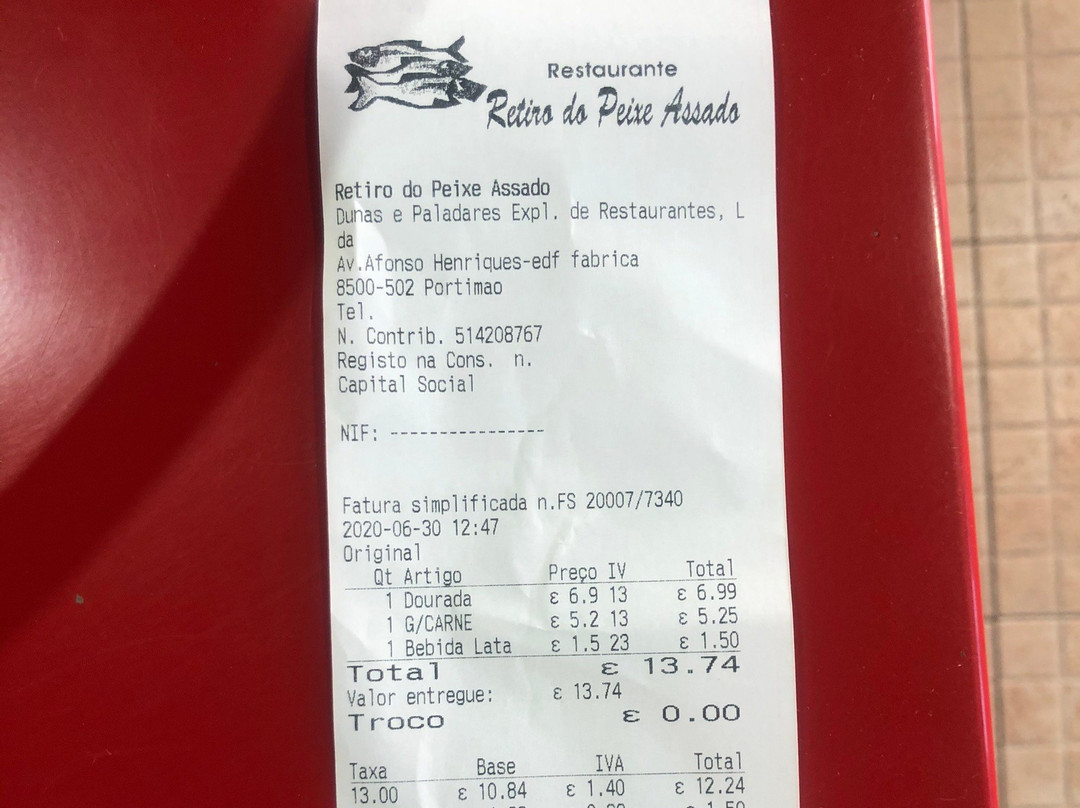 Restaurante
Retiro do Peixe Assado
Retiro do Peixe Assado
Dunas e Paladares Expl. de Restaurantes, L
da
Av.Afonso Henriques-edf fabrica
8500-502 Portimao
Tel.
N. Contrib. 514208767
Registo na Cons. n.
Capital Social
NIF: ----------------
Fatura simplificada n.FS 20007/7340
2020-06-30 12:47
Original
Qt Artigo Preço IV Total
1 Dourada € 6.9 13 € 6.99
1 G/CARNE € 5.2 13 € 5.25
1 Bebida Lata € 1.5 23 € 1.50
Total € 13.74
Valor entregue: € 13.74
Troco € 0.00
Taxa Base IVA Total
13.00 € 10.84 € 1.40 € 12.24